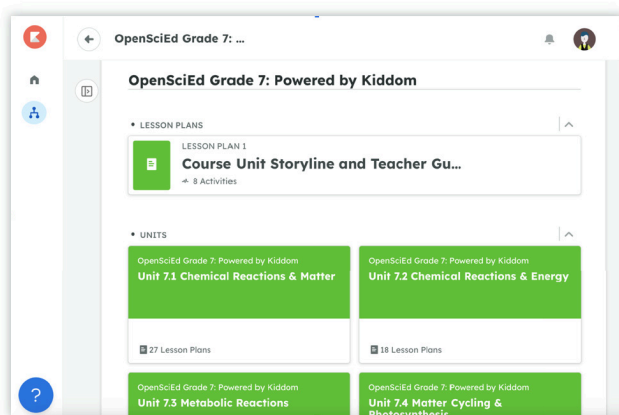 OpenSciEd Grade 7: ...
OpenSciEd Grade 7: Powered by Kiddom
• LESSON PLANS
LESSON PLAN 1
Course Unit Storyline and Teacher Gu...
8 Activities
• UNITS
OpenSciEd Grade 7: Powered by Kiddom
Unit 7.1 Chemical Reactions & Matter
27 Lesson Plans
OpenSciEd Grade 7: Powered by Kiddom
Unit 7.2 Chemical Reactions & Energy
18 Lesson Plans
OpenSciEd Grade 7: Powered by Kiddom
Unit 7.3 Metabolic Reactions
OpenSciEd Grade 7: Powered by Kiddom
Unit 7.4 Matter Cycling &
Photosynthesis
?